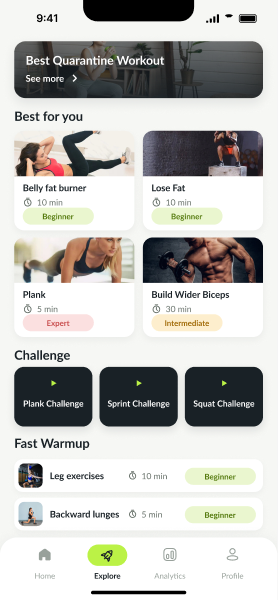 9:41
Best Quarantine Workout
See more
Best for you
Belly fat burner
10 min
Beginner
Lose Fat
10 min
Beginner
Plank
5 min
Expert
Build Wider Biceps
30 min
Intermediate
Challenge
Plank Challenge
Sprint Challenge
Squat Challenge
Fast Warmup
Leg exercises
10 min
Beginner
Backward lunges
5 min
Beginner
Home
Explore
Analytics
Profile